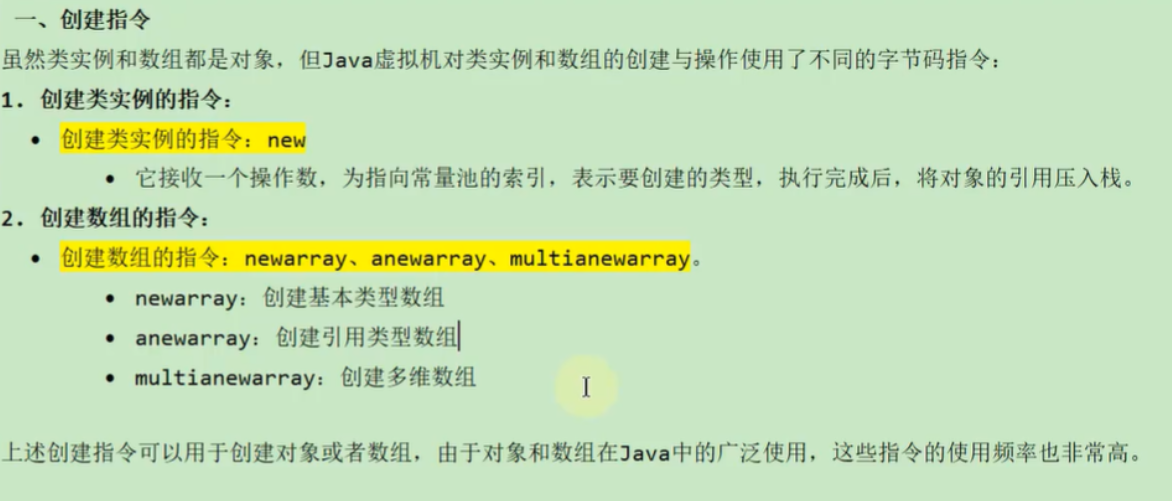 一、创建指令
虽然类实例和数组都是对象，但Java虚拟机对类实例和数组的创建与操作使用了不同的字节码指令：
1. 创建类实例的指令：
• 创建类实例的指令：new
• 它接收一个操作数，为指向常量池的索引，表示要创建的类型，执行完成后，将对象的引用压入栈。
2. 创建数组的指令：
• 创建数组的指令：newarray、anewarray、multianewarray。
• newarray：创建基本类型数组
• anewarray：创建引用类型数组
• multianewarray：创建多维数组
上述创建指令可以用于创建对象或者数组，由于对象和数组在Java中的广泛使用，这些指令的使用频率也非常高。